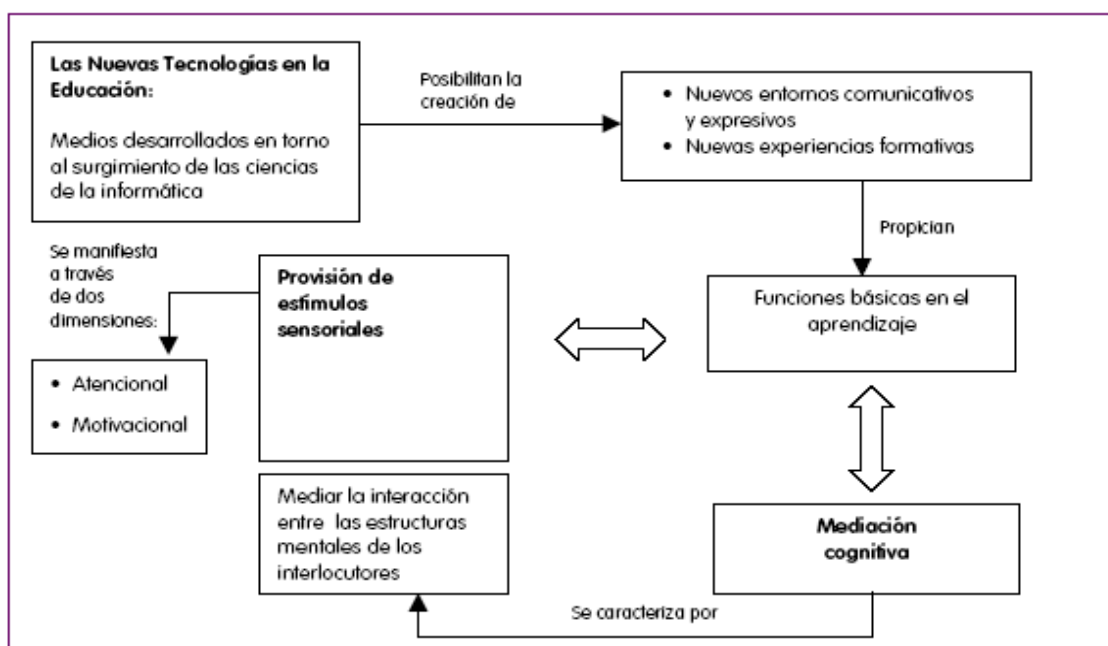 Las Nuevas Tecnologías en la
Educación:
Medios desarrollados en torno
al surgimiento de las ciencias
de la informática
Posibilitan la
creación de
• Nuevos entornos comunicativos
y expresivos
• Nuevas experiencias formativas
Propician
Se manifiesta
a través
de dos
dimensiones:
Provisión de
estímulos
sensoriales
Funciones básicas en el
aprendizaje
• Atencional
• Motivacional
Mediar la interacción
entre las estructuras
mentales de los
interlocutores
Mediación
cognitiva
Se caracteriza por